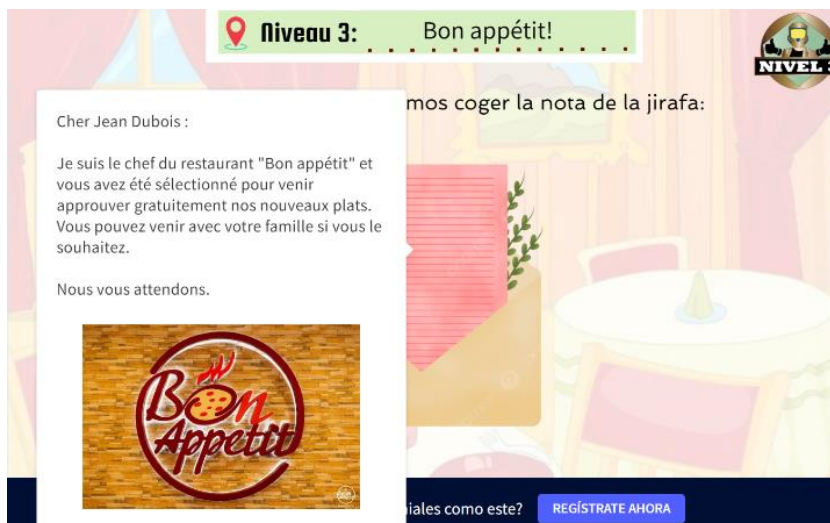 Niveau 3:
Bon appétit!
NIVEL 3
mos coger la nota de la jirafa:
Cher Jean Dubois :
Je suis le chef du restaurant "Bon appétit" et
vous avez été sélectionné pour venir
approuver gratuitement nos nouveaux plats.
Vous pouvez venir avec votre famille si vous le
souhaitez.
Nous vous attendons.
Bon
Appetit
iales como este?
REGÍSTRATE AHORA